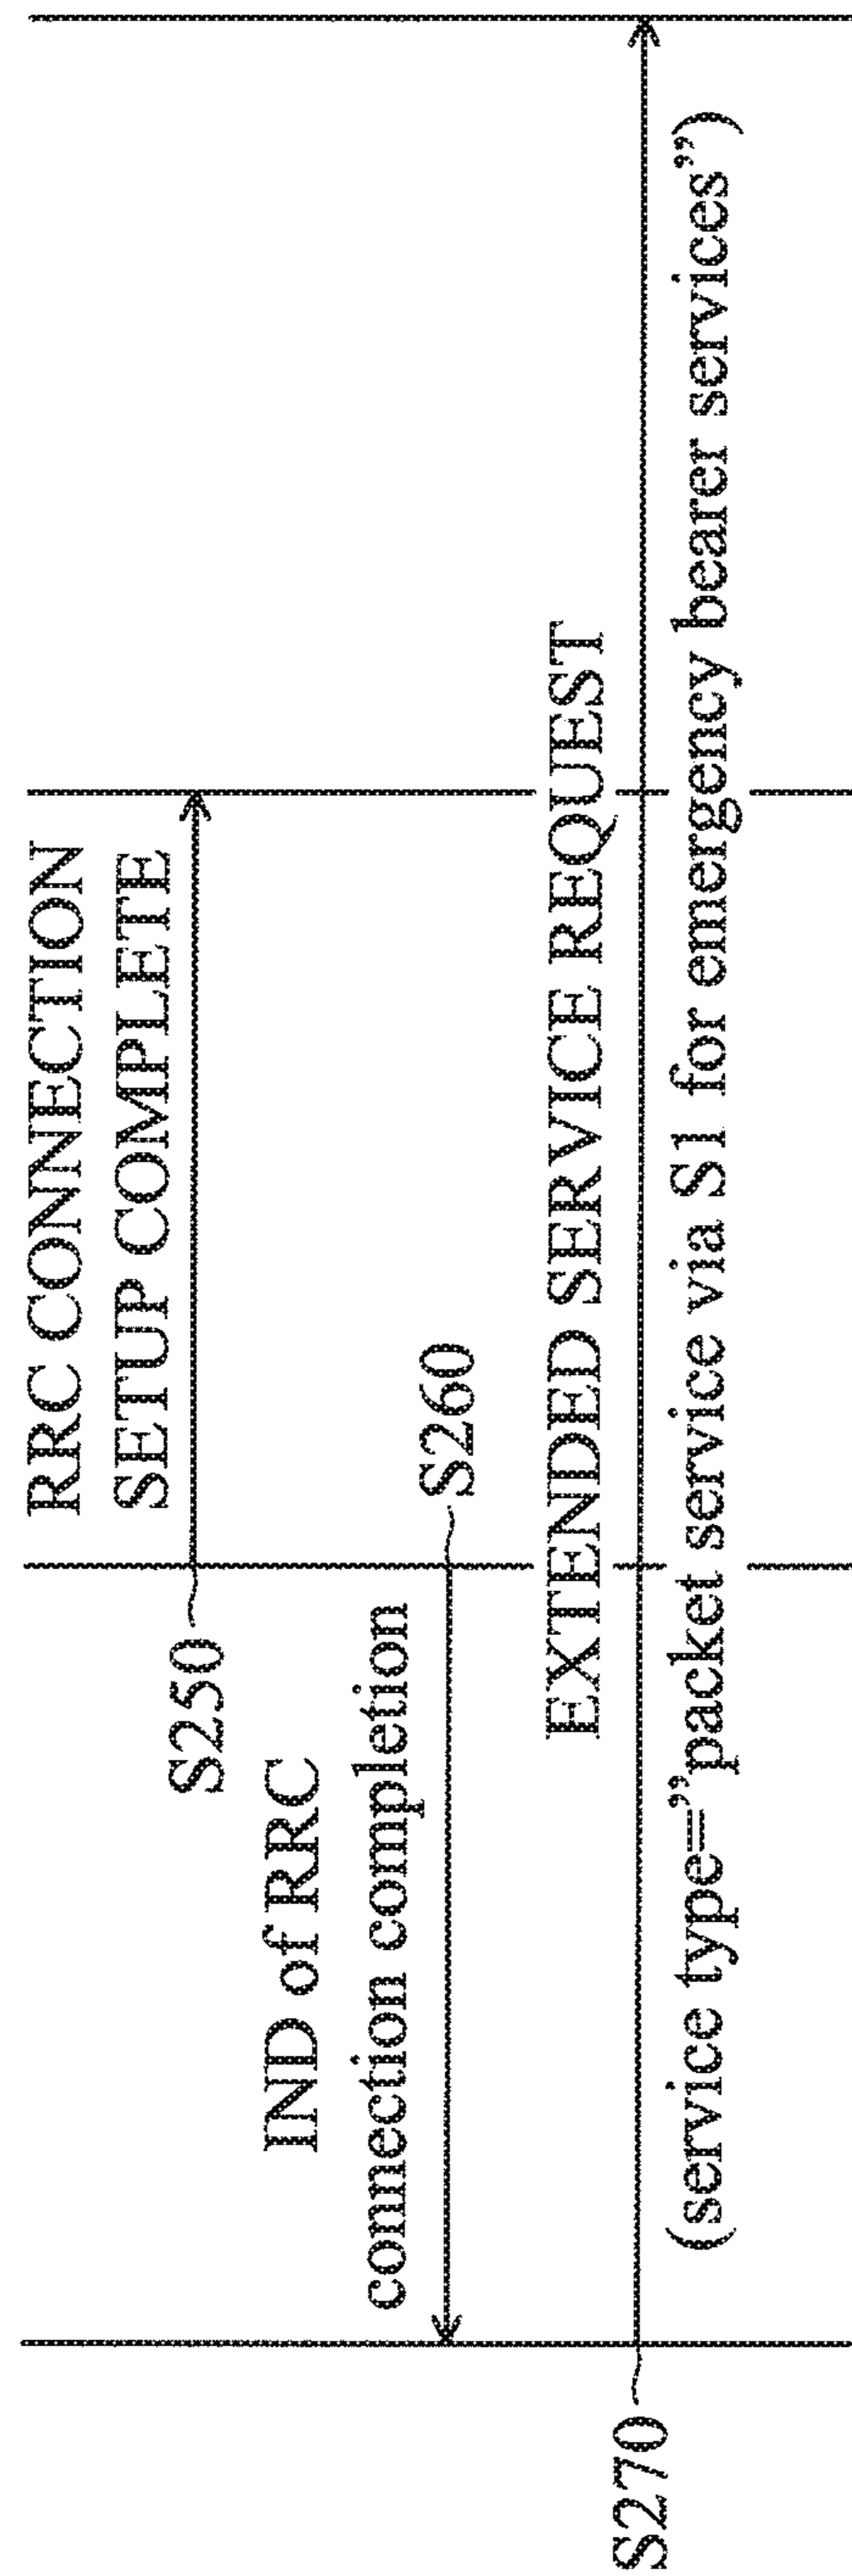 RRC CONNECTION
SETUP COMPLETE
S250
IND of RRC
connection completion
S260
EXTENDED SERVICE REQUEST
S270
(service type=”packet service via S1 for emergency bearer services”)